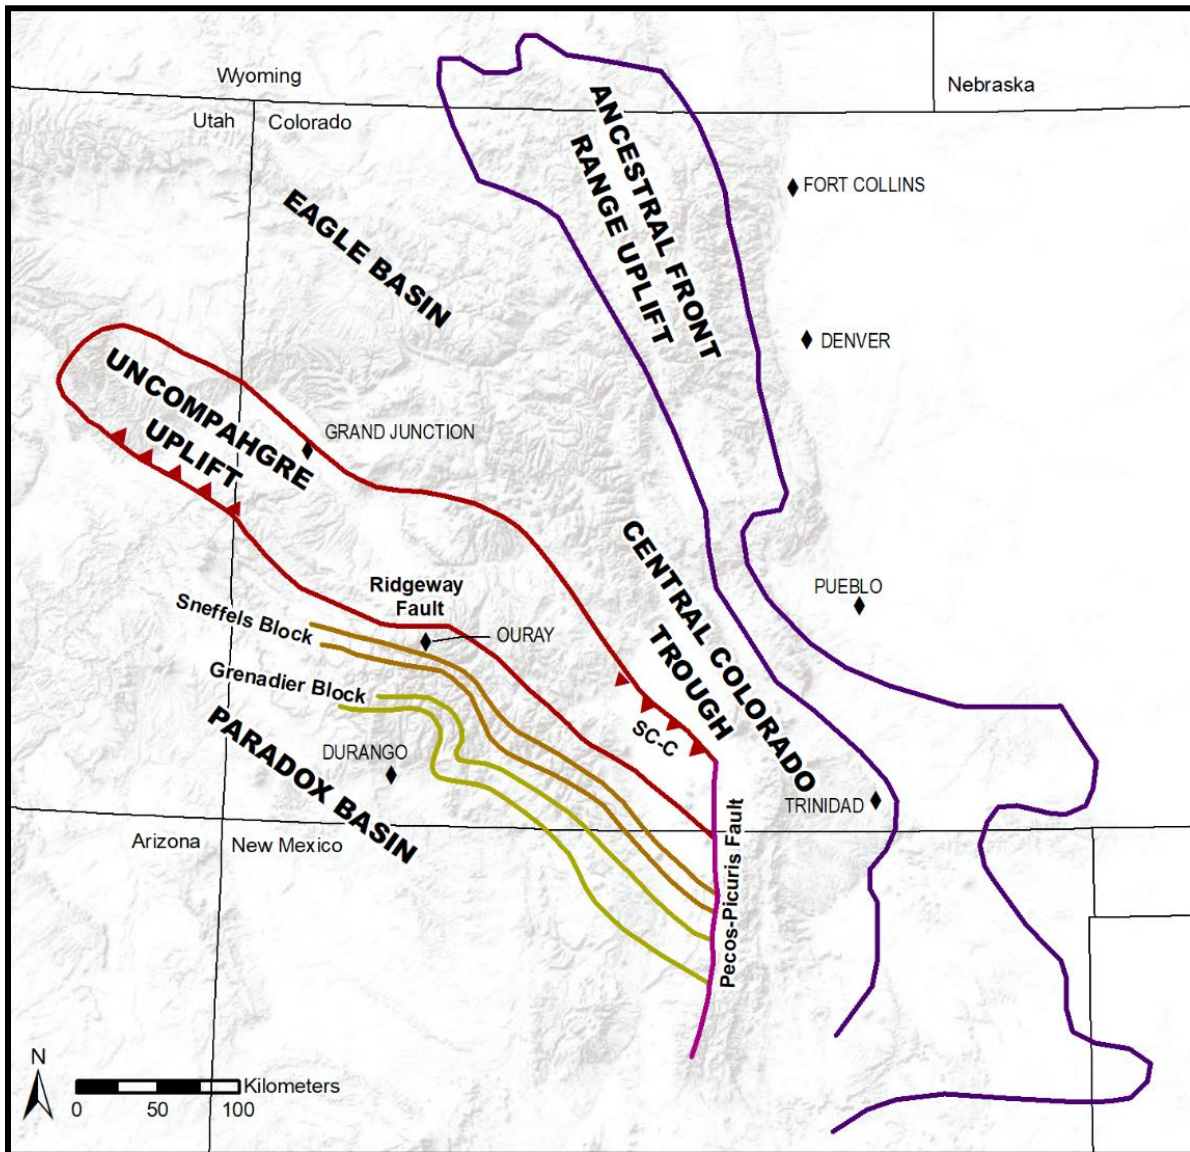 Wyoming
Nebraska
Utah
Colorado
ANCESTRAL FRONT
RANGE UPLIFT
FORT COLLINS
EAGLE BASIN
DENVER
UNCOMPAHGRE
UPLIFT
GRAND JUNCTION
CENTRAL COLORADO
TROUGH
Ridgeway
Fault
PUEBLO
Sneffels Block
OURAY
Grenadier Block
SC-C
PARADOX BASIN
DURANGO
TRINIDAD
Arizona
New Mexico
Pecos-Picuris Fault
N
Kilometers
0 50 100